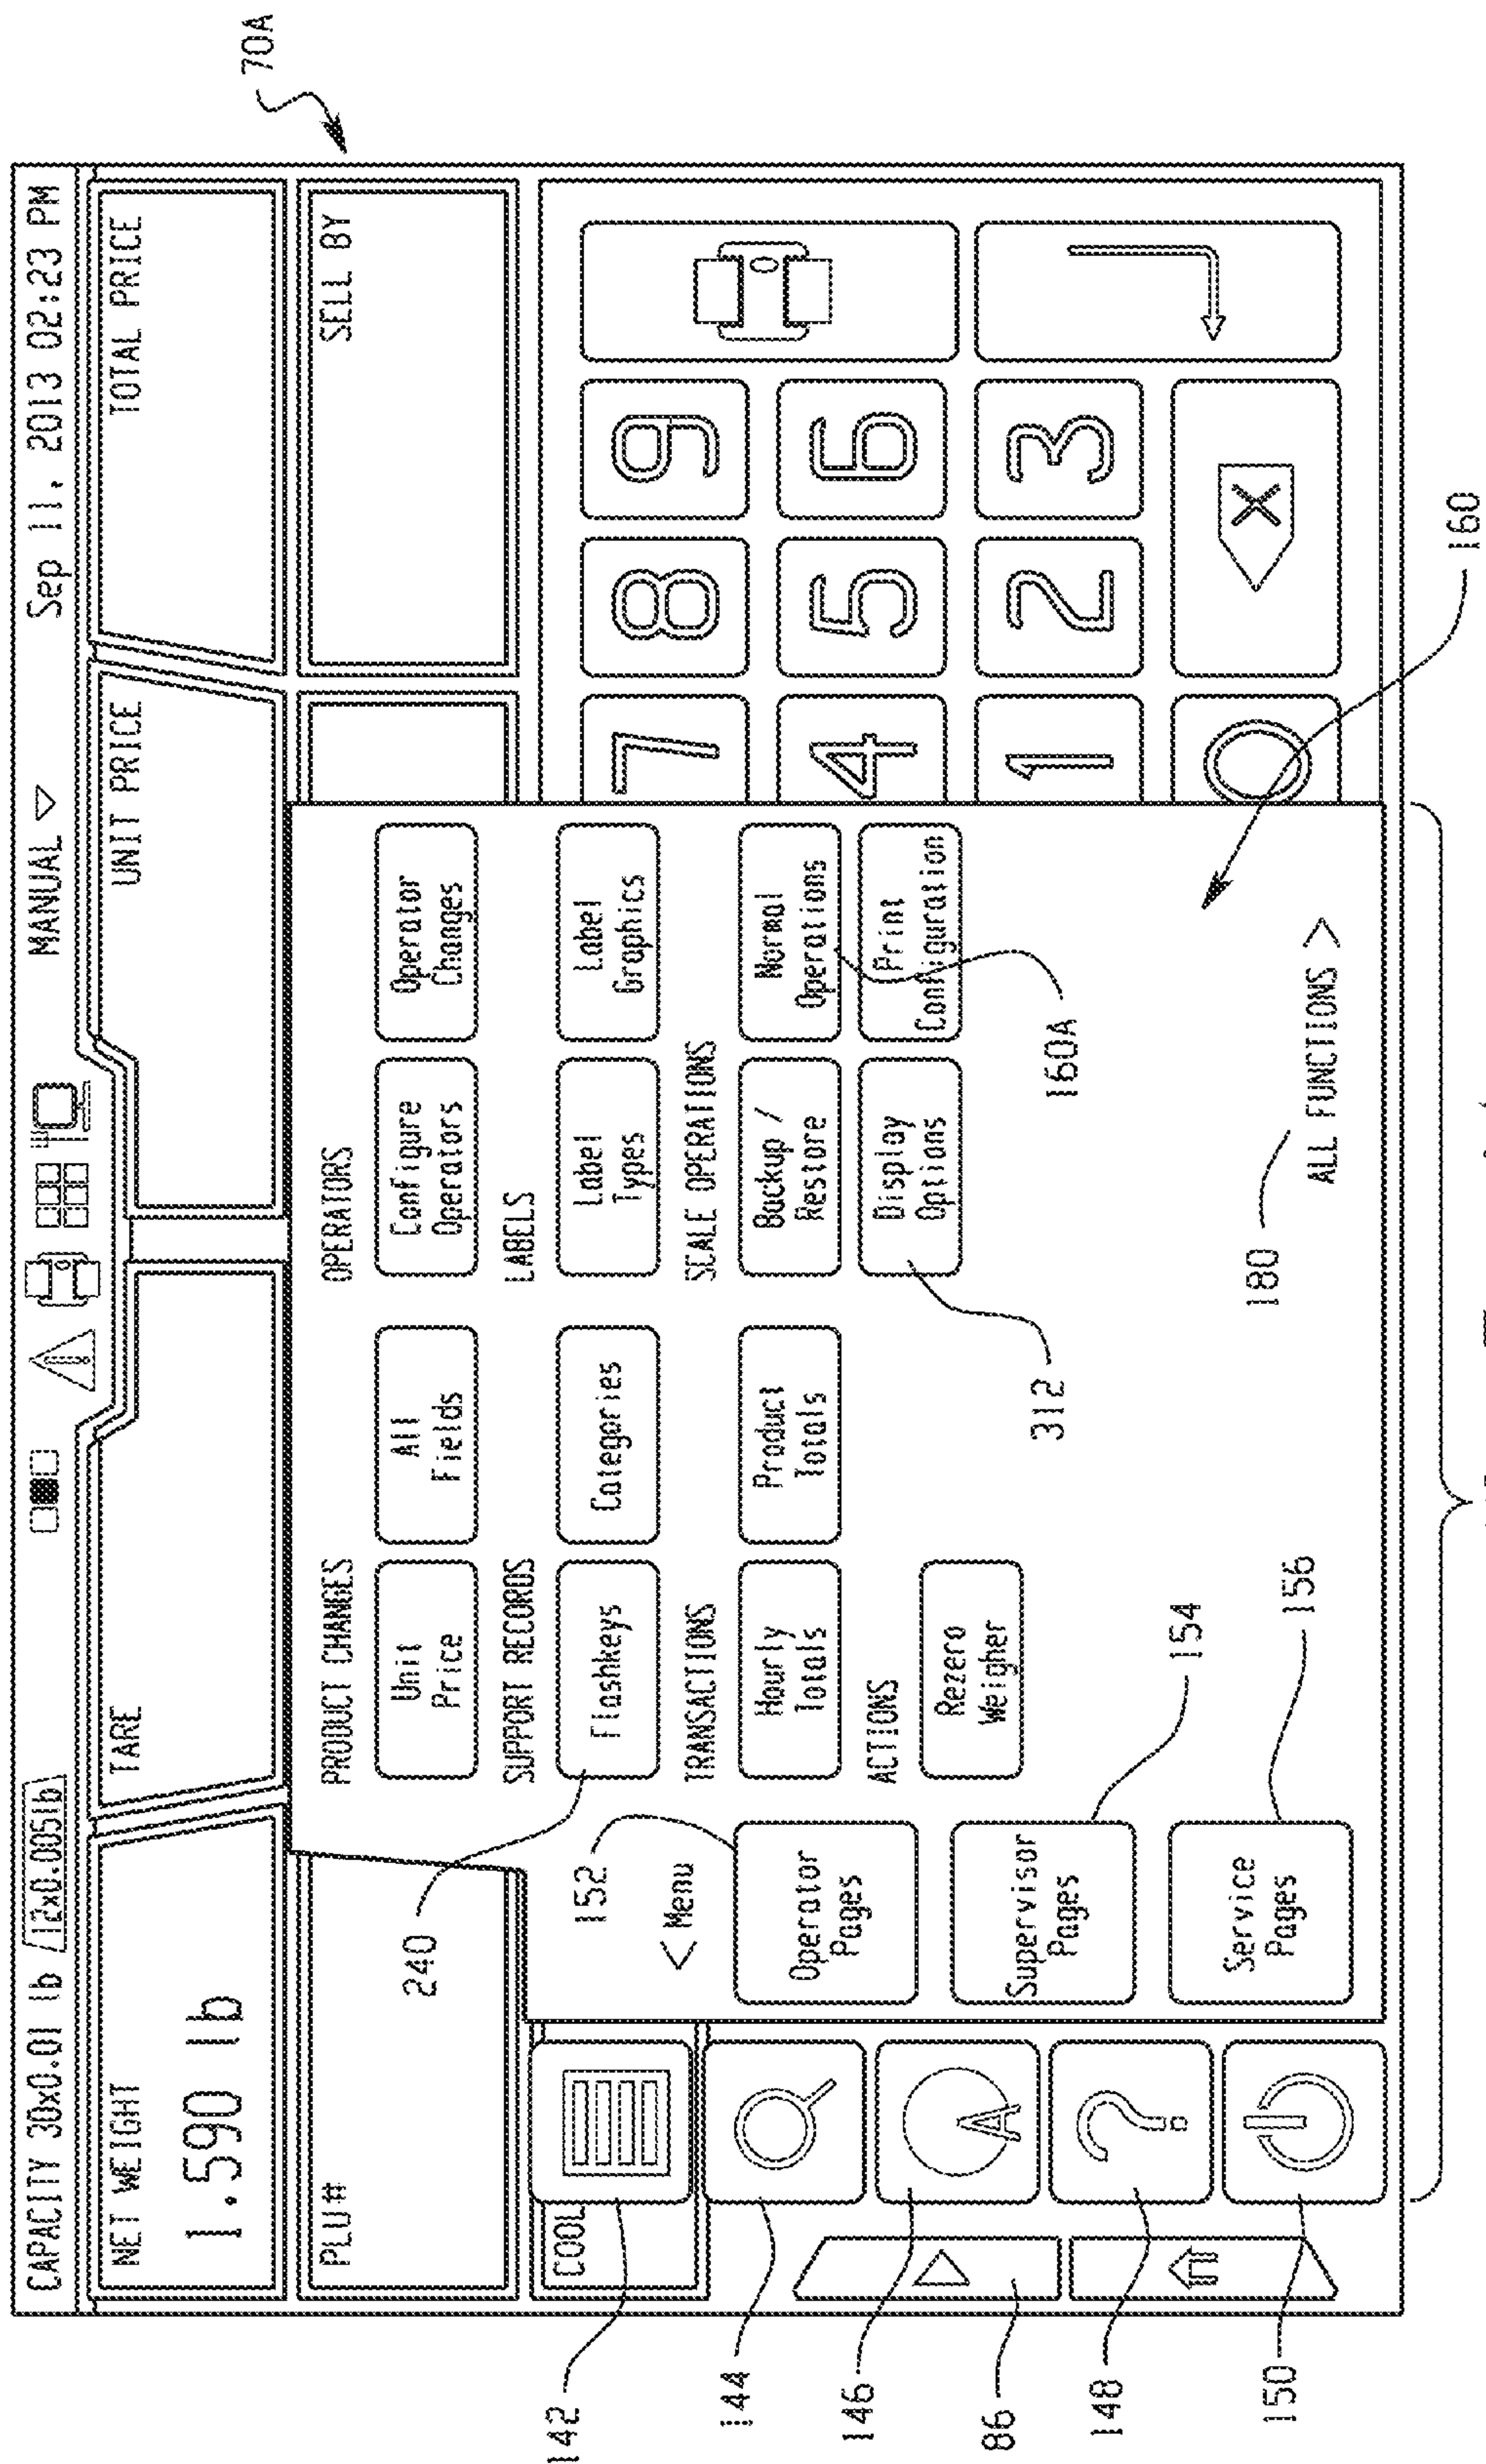 CAPACITY 30x0.01 lb /12x0.005lb
MANUAL
Sep 11, 2013 02:23 PM
70A
NET WEIGHT
1.590 lb
TARE
UNIT PRICE
TOTAL PRICE
PLU#
SELL BY
COOL
240
152
< Menu
Operator
Pages
Supervisor
Pages
Service
Pages
154
156
PRODUCT CHANGES
Unit
Price
All
Fields
SUPPORT RECORDS
Flashkeys
Categories
TRANSACTIONS
Hourly
Totals
Product
Totals
ACTIONS
Rezero
Weigher
OPERATORS
Configure
Operators
Operator
Changes
LABELS
Label
Types
Label
Graphics
SCALE OPERATIONS
Backup /
Restore
Normal
Operations
Display
Options
Print
Configuration
312
160A
180
ALL FUNCTIONS >
7
8
9
4
5
6
1
2
3
0
X
A
?
142
144
146
86
148
150
160